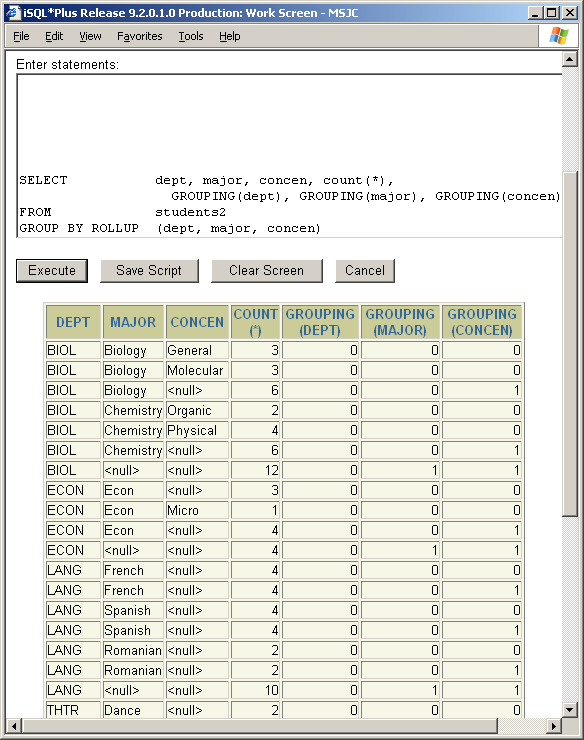 iSQL*Plus Release 9.2.0.1.0 Production: Work Screen - MSJC
File Edit View Favorites Tools Help
Enter statements:
SELECT dept, major, concen, count(*),
GROUPING(dept), GROUPING(major), GROUPING(concen)
FROM students2
GROUP BY ROLLUP (dept, major, concen)
Execute Save Script Clear Screen Cancel
DEPT MAJOR CONCEN COUNT (*) GROUPING (DEPT) GROUPING (MAJOR) GROUPING (CONCEN)
BIOL Biology General 3 0 0 0
BIOL Biology Molecular 3 0 0 0
BIOL Biology <null> 6 0 0 1
BIOL Chemistry Organic 2 0 0 0
BIOL Chemistry Physical 4 0 0 0
BIOL Chemistry <null> 6 0 0 1
BIOL <null> <null> 12 0 1 1
ECON Econ <null> 3 0 0 0
ECON Econ Micro 1 0 0 0
ECON Econ <null> 4 0 0 1
ECON <null> <null> 4 0 1 1
LANG French <null> 4 0 0 0
LANG French <null> 4 0 0 1
LANG Spanish <null> 4 0 0 0
LANG Spanish <null> 4 0 0 1
LANG Romanian <null> 2 0 0 0
LANG Romanian <null> 2 0 0 1
LANG <null> <null> 10 0 1 1
THTR Dance <null> 2 0 0 0